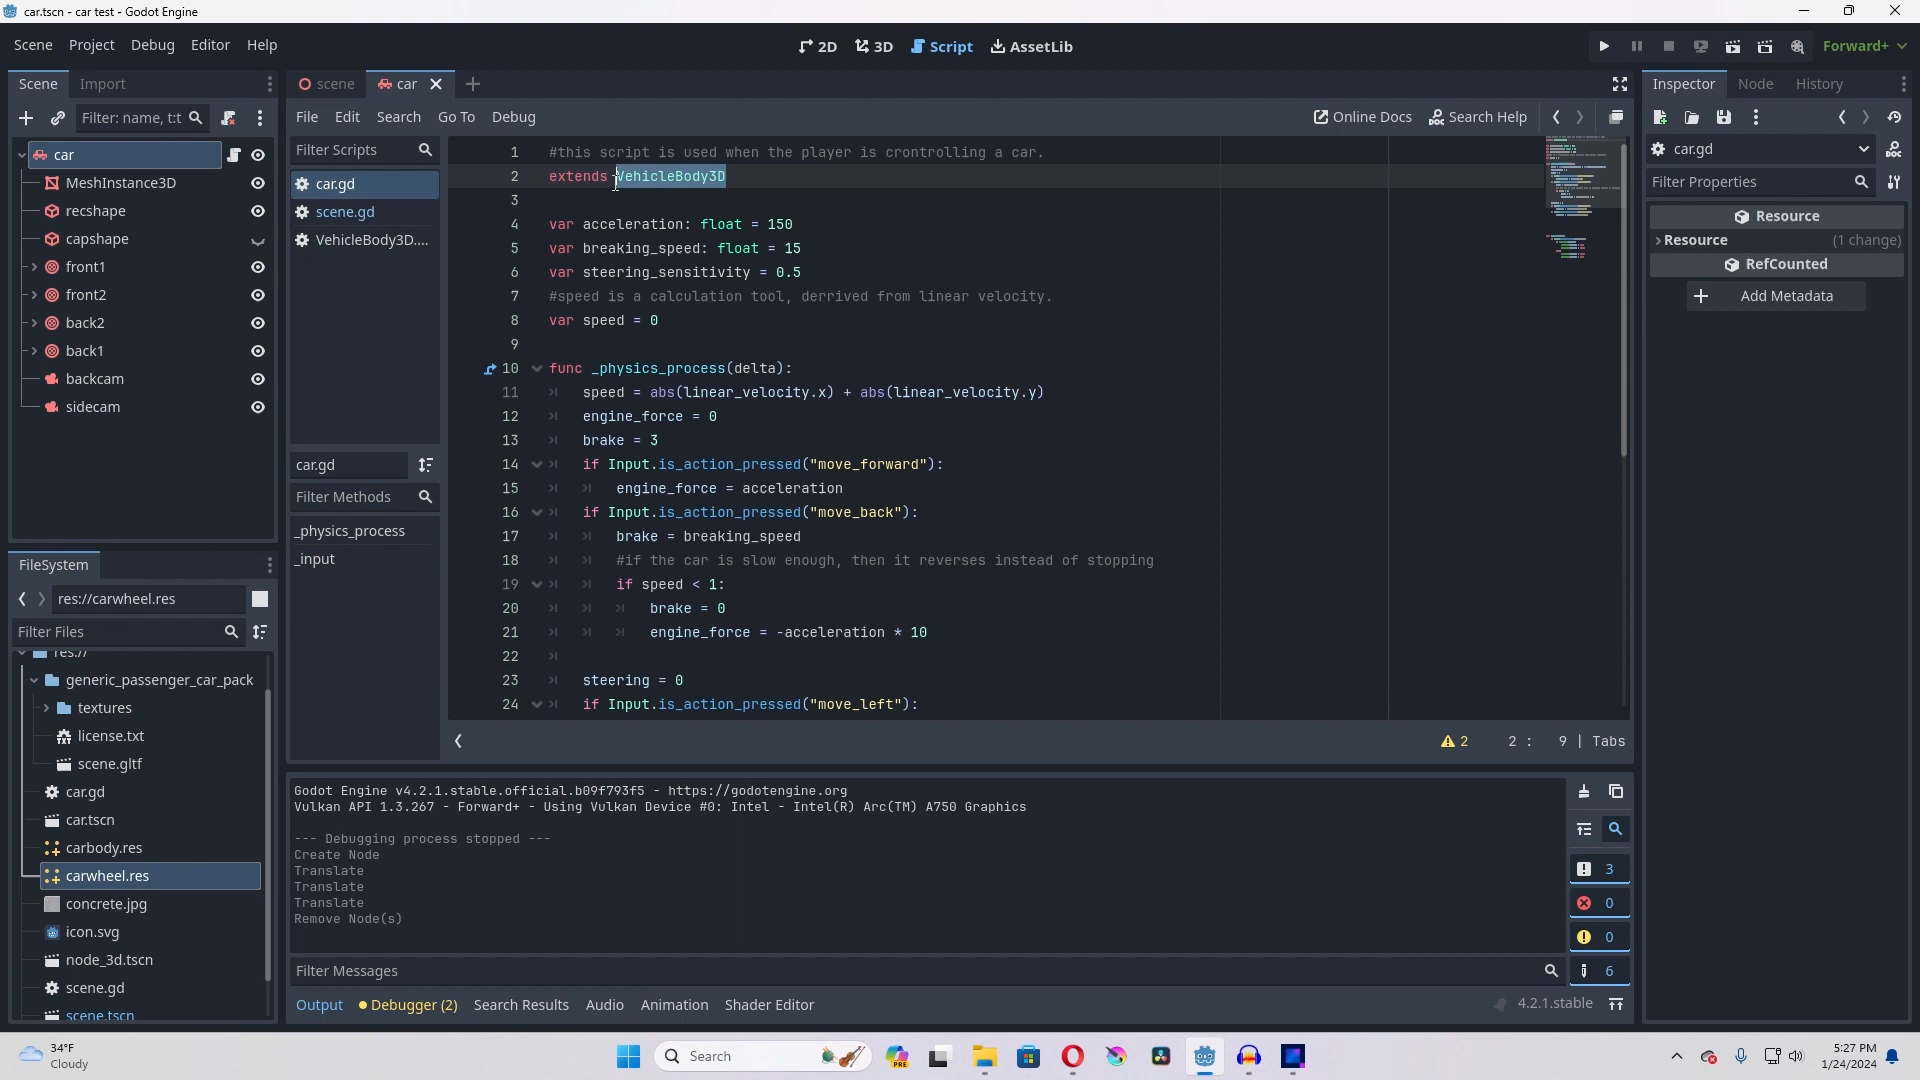 car.tscn - car test - Godot Engine
Scene Project Debug Editor Help
2D 3D Script AssetLib
Forward+
Scene Import
scene car
Inspector Node History
Filter: name, t:t
File Edit Search Go To Debug
Online Docs Search Help
car
MeshInstance3D
recshape
capshape
front1
front2
back2
back1
backcam
sidecam
Filter Scripts
car.gd
scene.gd
VehicleBody3D....
car.gd
Filter Methods
_physics_process
_input
1 #this script is used when the player is crontrolling a car.
2 extends VehicleBody3D
3
4 var acceleration: float = 150
5 var breaking_speed: float = 15
6 var steering_sensitivity = 0.5
7 #speed is a calculation tool, derrived from linear velocity.
8 var speed = 0
9
10 func _physics_process(delta):
11 speed = abs(linear_velocity.x) + abs(linear_velocity.y)
12 engine_force = 0
13 brake = 3
14 if Input.is_action_pressed("move_forward"):
15 engine_force = acceleration
16 if Input.is_action_pressed("move_back"):
17 brake = breaking_speed
18 #if the car is slow enough, then it reverses instead of stopping
19 if speed < 1:
20 brake = 0
21 engine_force = -acceleration * 10
22
23 steering = 0
24 if Input.is_action_pressed("move_left"):
2 2 : 9 | Tabs
car.gd
Filter Properties
Resource
Resource (1 change)
RefCounted
Add Metadata
FileSystem
res://carwheel.res
Filter Files
res://
generic_passenger_car_pack
textures
license.txt
scene.gltf
car.gd
car.tscn
carbody.res
carwheel.res
concrete.jpg
icon.svg
node_3d.tscn
scene.gd
scene.tscn
Godot Engine v4.2.1.stable.official.b09f793f5 - https://godotengine.org
Vulkan API 1.3.267 - Forward+ - Using Vulkan Device #0: Intel - Intel(R) Arc(TM) A750 Graphics
--- Debugging process stopped ---
Create Node
Translate
Translate
Translate
Remove Node(s)
3
0
0
6
Filter Messages
Output Debugger (2) Search Results Audio Animation Shader Editor
4.2.1.stable
34°F
Cloudy
Search
PRE
5:27 PM
1/24/2024